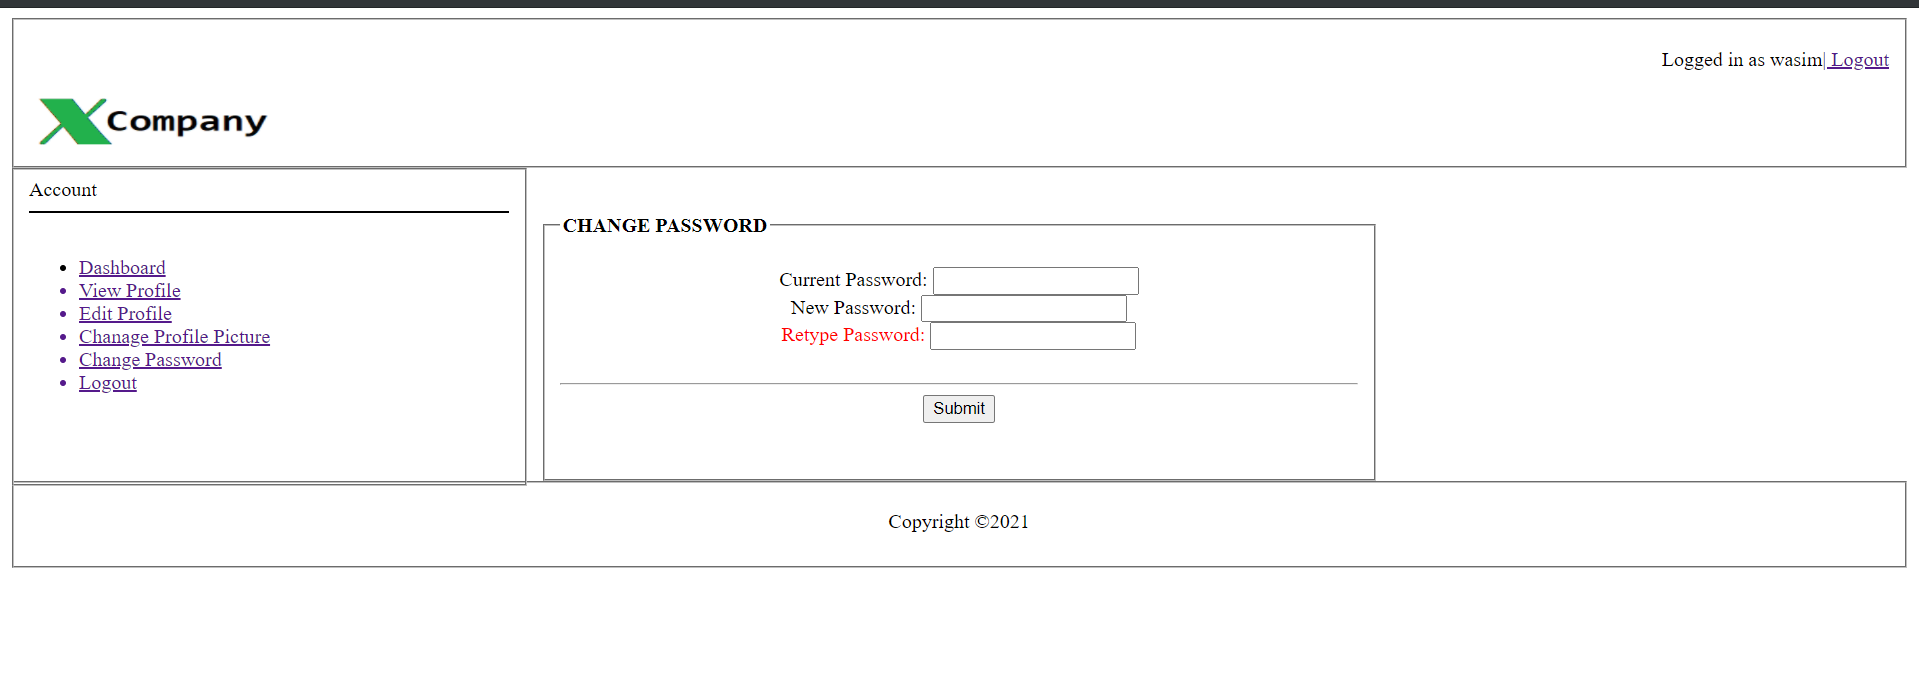 Logged in as wasim| Logout
XCompany
Account
Dashboard
View Profile
Edit Profile
Chanage Profile Picture
Change Password
Logout
CHANGE PASSWORD
Current Password:
New Password:
Retype Password:
Submit
Copyright ©2021